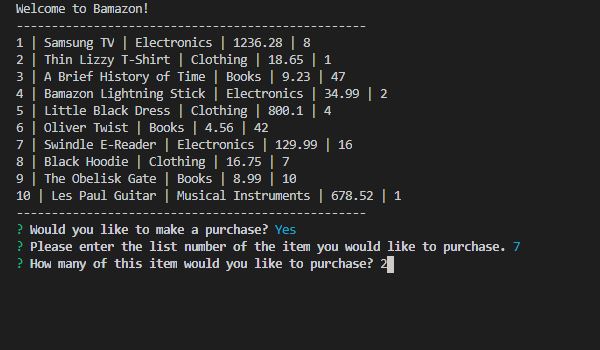 Welcome to Bamazon!
--------------------------------------------------
1 | Samsung TV | Electronics | 1236.28 | 8
2 | Thin Lizzy T-Shirt | Clothing | 18.65 | 1
3 | A Brief History of Time | Books | 9.23 | 47
4 | Bamazon Lightning Stick | Electronics | 34.99 | 2
5 | Little Black Dress | Clothing | 800.1 | 4
6 | Oliver Twist | Books | 4.56 | 42
7 | Swindle E-Reader | Electronics | 129.99 | 16
8 | Black Hoodie | Clothing | 16.75 | 7
9 | The Obelisk Gate | Books | 8.99 | 10
10 | Les Paul Guitar | Musical Instruments | 678.52 | 1
--------------------------------------------------
? Would you like to make a purchase? Yes
? Please enter the list number of the item you would like to purchase. 7
? How many of this item would you like to purchase? 2